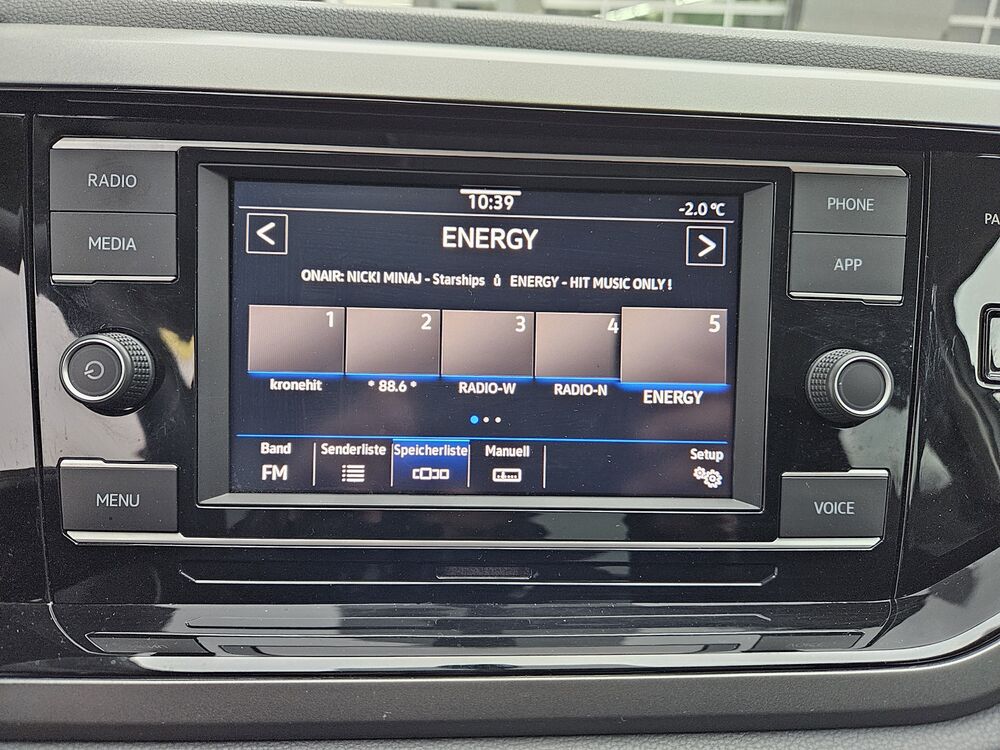 RADIO
MEDIA
MENU
10:39
-2.0 °C
<
ENERGY
>
ONAIR: NICKI MINAJ - Starships û ENERGY - HIT MUSIC ONLY!
1 2 3 4 5
kronehit * 88.6 * RADIO-W RADIO-N ENERGY
Band Senderliste Speicherliste Manuell Setup
FM
PHONE
APP
VOICE
PA